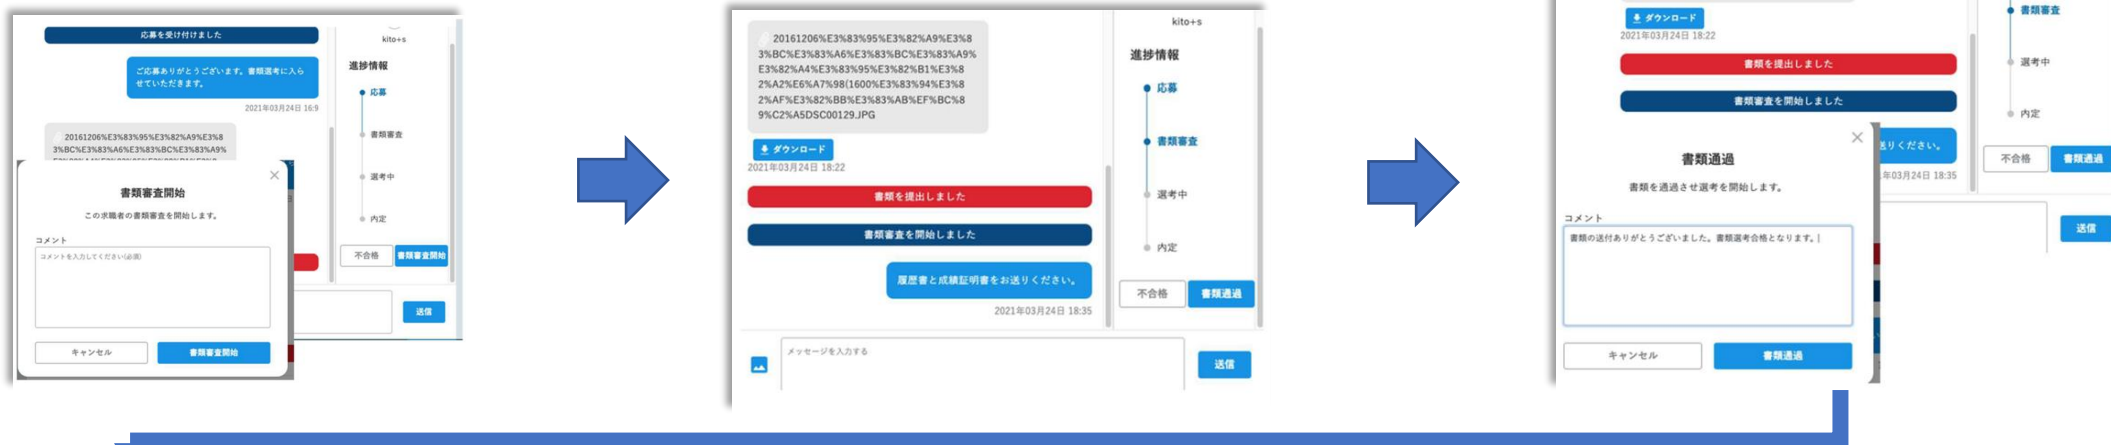 応募を受け付けました
ご応募ありがとうございます。書類選考に入ら
せていただきます。
2021年03月24日 16:9
20161206%E3%83%95%E3%82%A9%E3%8
3%BC%E3%83%A6%E3%83%BC%E3%83%A9%
kito+s
進捗情報
応募
書類審査
選考中
内定
不合格
書類審査開始
送信
書類審査開始
この求職者の書類審査を開始します。
コメント
コメントを入力してください(必須)
キャンセル
書類審査開始
20161206%E3%83%95%E3%82%A9%E3%8
3%BC%E3%83%A6%E3%83%BC%E3%83%A9%
E3%82%A4%E3%83%95%E3%82%B1%E3%8
2%A2%E6%A7%98(1600%E3%83%94%E3%8
2%AF%E3%82%BB%E3%83%AB%EF%BC%8
9%C2%A5DSC00129.JPG
ダウンロード
2021年03月24日 18:22
書類を提出しました
書類審査を開始しました
履歴書と成績証明書をお送りください。
2021年03月24日 18:35
kito+s
進捗情報
応募
書類審査
選考中
内定
不合格
書類通過
メッセージを入力する
送信
ダウンロード
2021年03月24日 18:22
書類を提出しました
書類審査を開始しました
送りください。
年03月24日 18:35
書類審査
選考中
内定
不合格
書類通過
送信
書類通過
書類を通過させ選考を開始します。
コメント
書類の送付ありがとうございました。書類選考合格となります。
キャンセル
書類通過